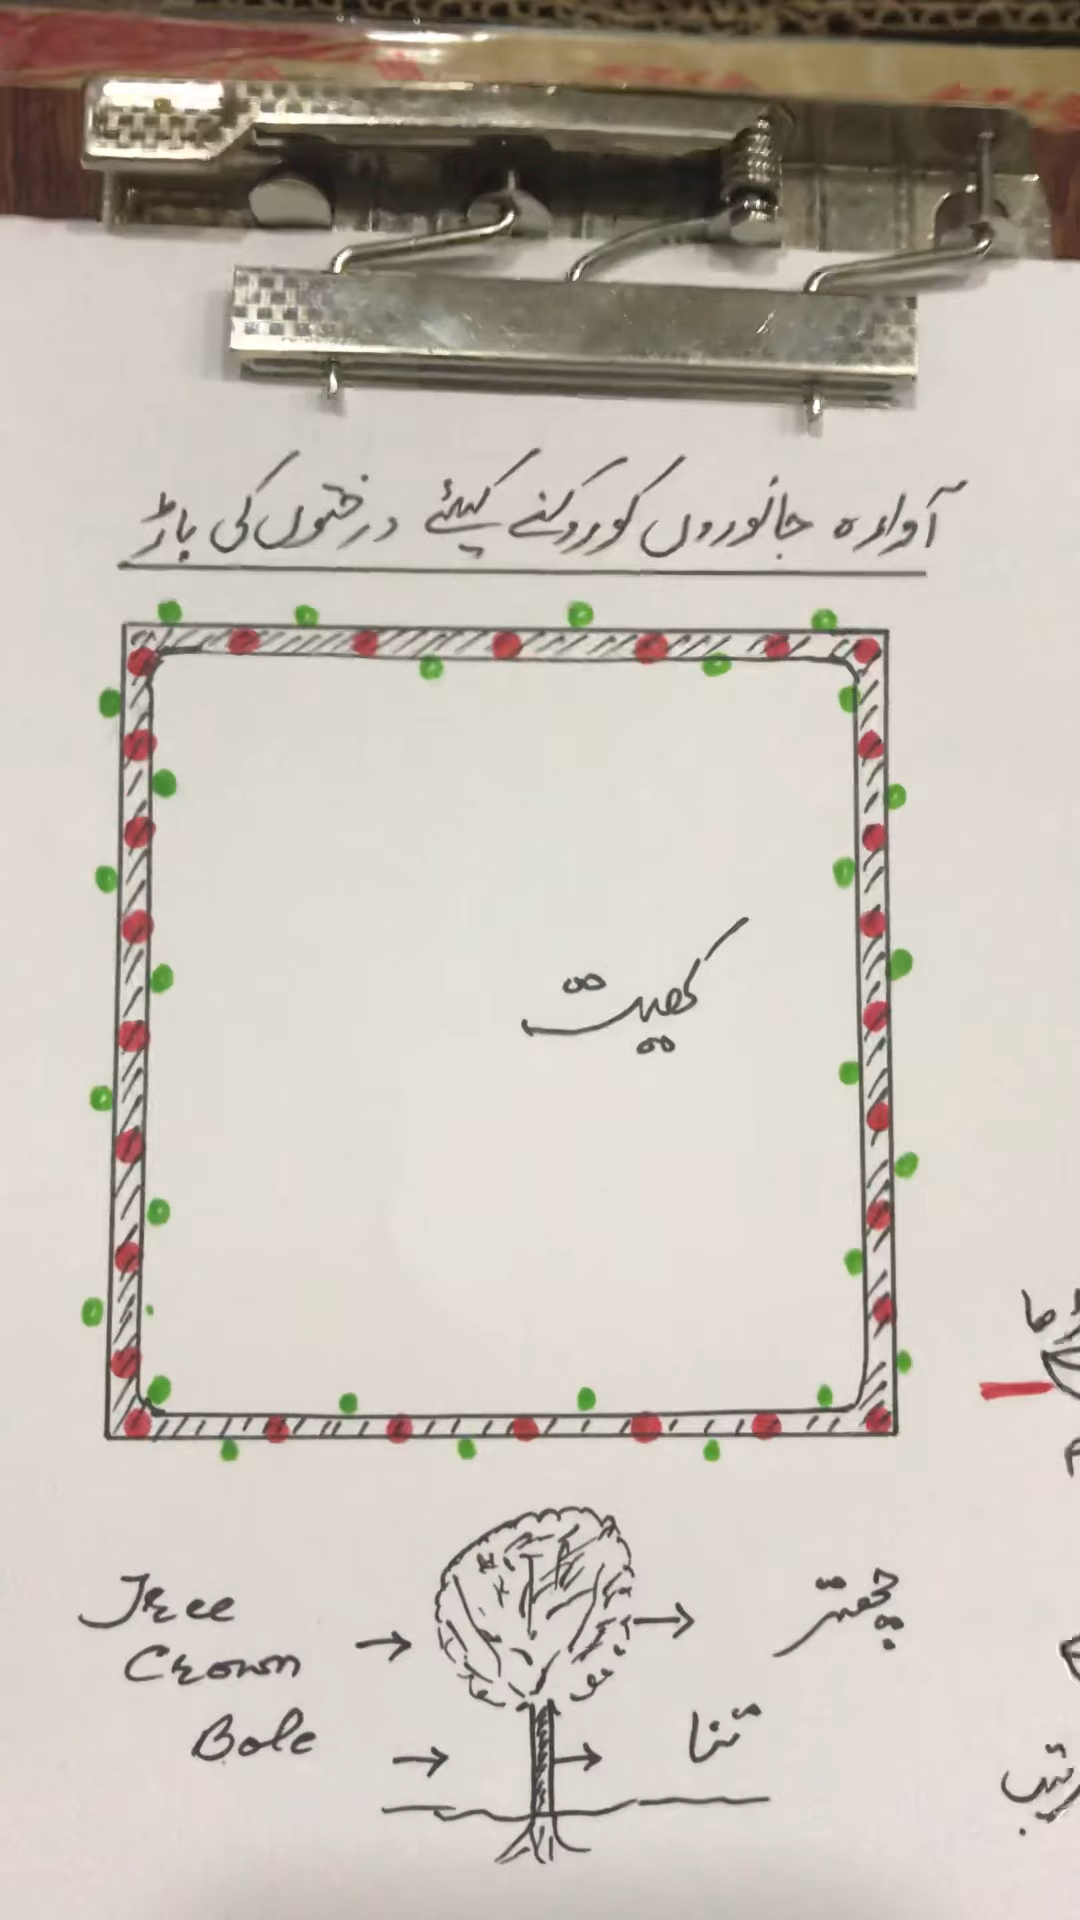 آوارہ جانوروں کو روکنے کیلئے درختوں کی باڑ
کھیت
Tree
Crown
چھتر
Bole
تنا